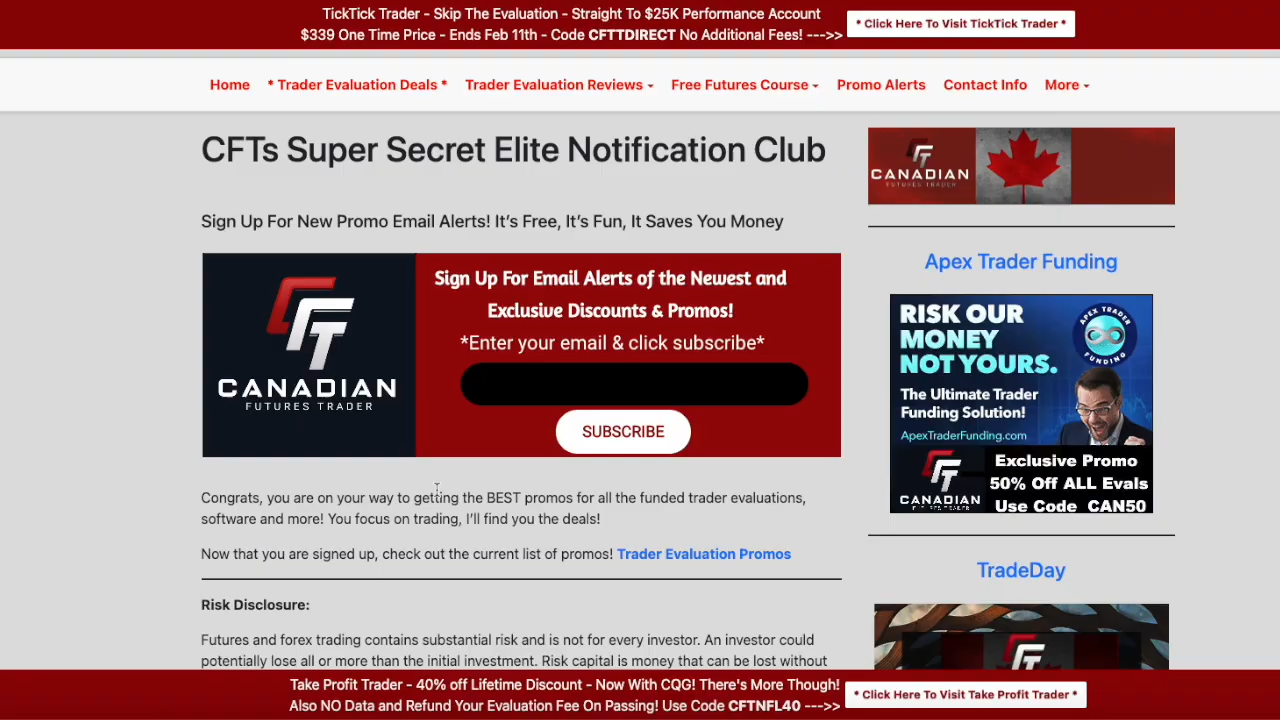 TickTick Trader - Skip The Evaluation - Straight To $25K Performance Account
$339 One Time Price - Ends Feb 11th - Code CFTTDIRECT No Additional Fees! --->>
* Click Here To Visit TickTick Trader *
Home * Trader Evaluation Deals * Trader Evaluation Reviews Free Futures Course Promo Alerts Contact Info More
CFTs Super Secret Elite Notification Club
Sign Up For New Promo Email Alerts! It's Free, It's Fun, It Saves You Money
CANADIAN
FUTURES TRADER
Sign Up For Email Alerts of the Newest and
Exclusive Discounts & Promos!
*Enter your email & click subscribe*
SUBSCRIBE
Congrats, you are on your way to getting the BEST promos for all the funded trader evaluations,
software and more! You focus on trading, I'll find you the deals!
Now that you are signed up, check out the current list of promos! Trader Evaluation Promos
Risk Disclosure:
Futures and forex trading contains substantial risk and is not for every investor. An investor could
potentially lose all or more than the initial investment. Risk capital is money that can be lost without
CANADIAN
FUTURES TRADER
Apex Trader Funding
RISK OUR
MONEY
NOT YOURS.
APEX TRADER
FUNDING
The Ultimate Trader
Funding Solution!
ApexTraderFunding.com
CANADIAN
FUTURES TRADER
Exclusive Promo
50% Off ALL Evals
Use Code CAN50
TradeDay
Take Profit Trader - 40% off Lifetime Discount - Now With CQG! There's More Though!
Also NO Data and Refund Your Evaluation Fee On Passing! Use Code CFTNFL40 --->>
* Click Here To Visit Take Profit Trader *